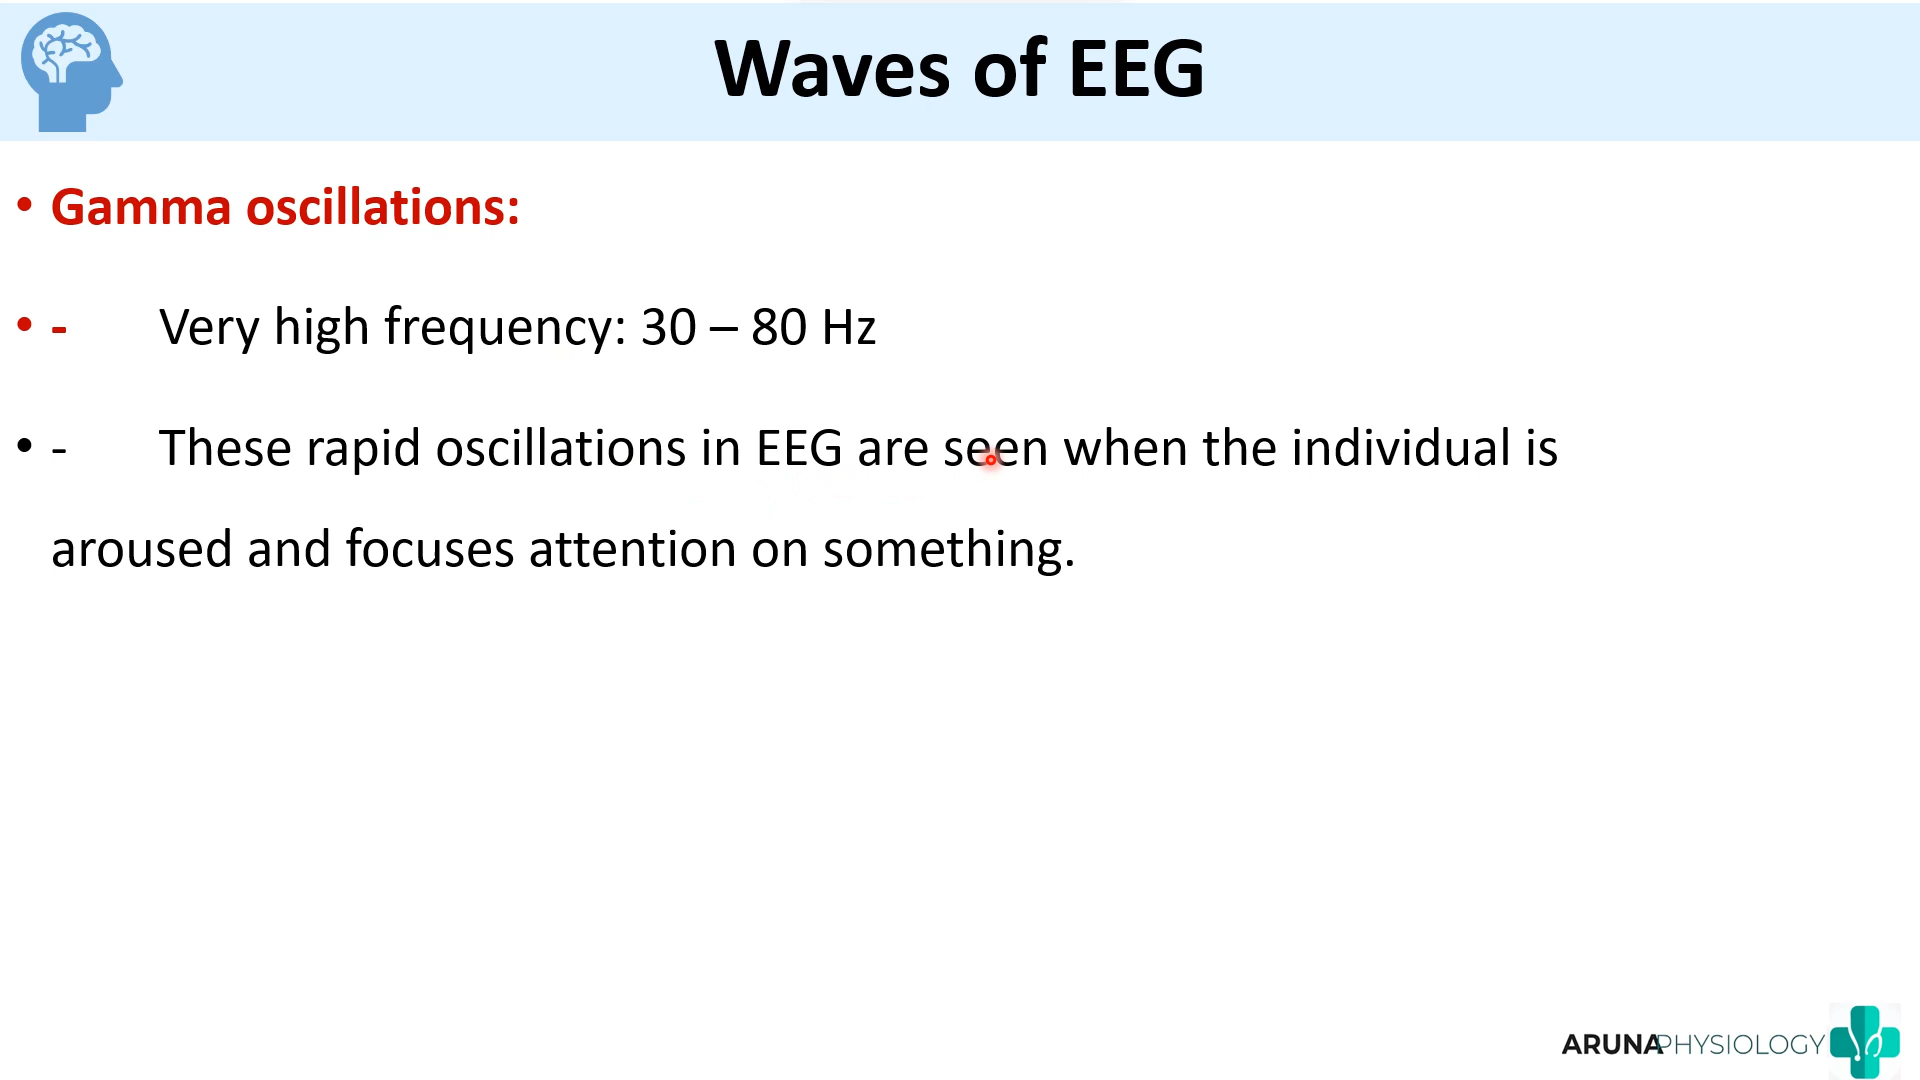 Waves of EEG
• Gamma oscillations:
• - Very high frequency: 30 – 80 Hz
• - These rapid oscillations in EEG are seen when the individual is
aroused and focuses attention on something.
ARUNAPHYSIOLOGY